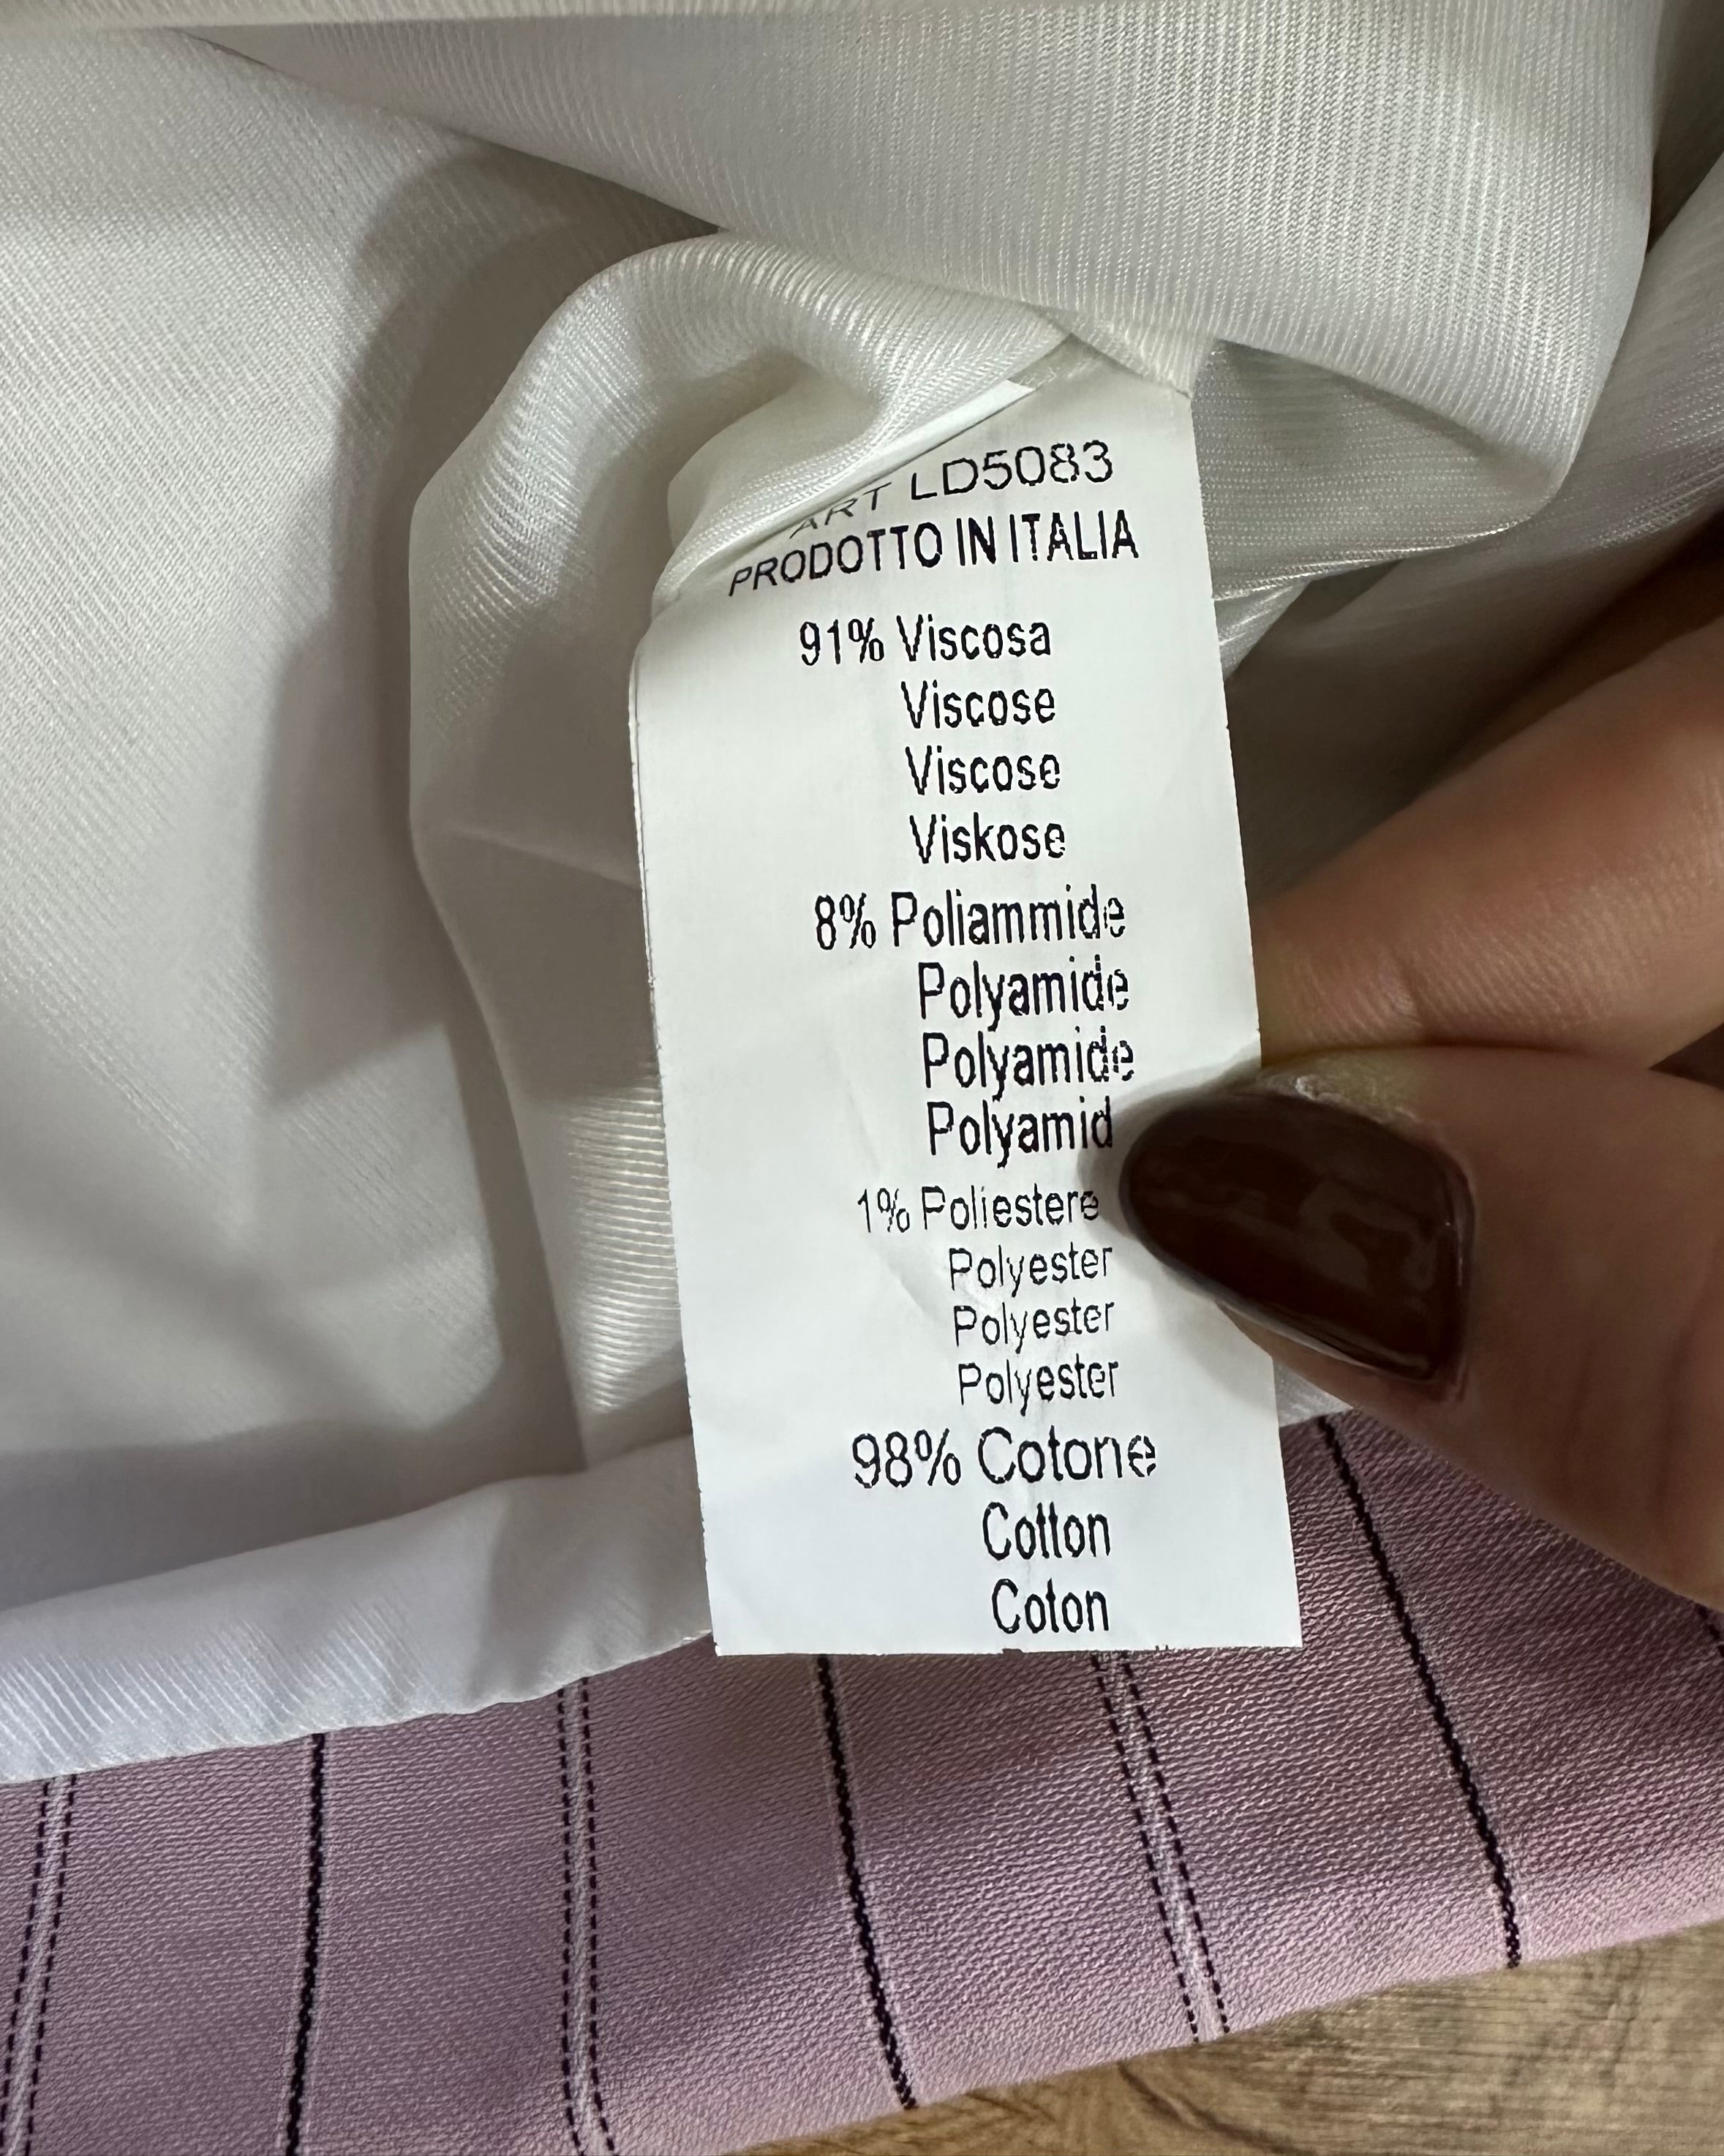 ART LD5083
PRODOTTO IN ITALIA
91% Viscosa
Viscose
Viscose
Viskose
8% Poliammide
Polyamide
Polyamide
Polyamid
1% Poliestere
Polyester
Polyester
Polyester
98% Cotone
Cotton
Coton